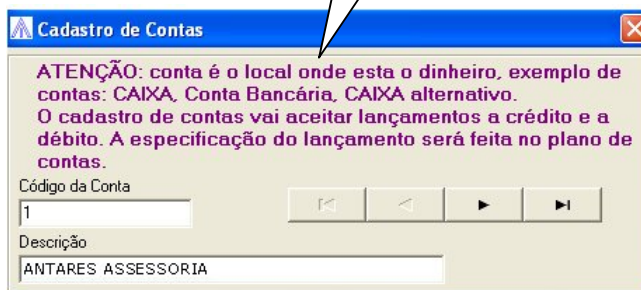 Cadastro de Contas
ATENÇÃO: conta é o local onde esta o dinheiro, exemplo de
contas: CAIXA, Conta Bancária, CAIXA alternativo.
O cadastro de contas vai aceitar lançamentos a crédito e a
débito. A especificação do lançamento será feita no plano de
contas.
Código da Conta
1
Descrição
ANTARES ASSESSORIA